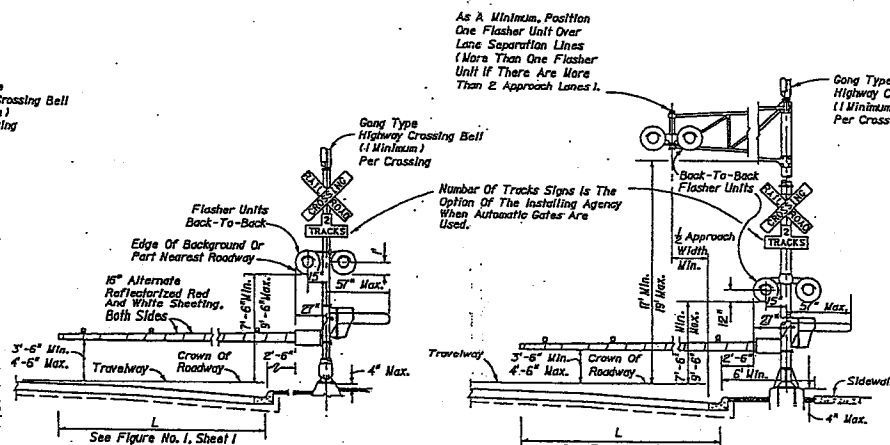 e
Crossing Bell
)
ng
Gong Type
Highway Crossing Bell
(1 Minimum)
Per Crossing
RAILROAD
CROSSING
2
TRACKS
Flasher Units
Back-To-Back
Edge Of Background Or
Part Nearest Roadway
15"
1'
51" Max.
27"
16" Alternate
Reflectorized Red
And White Sheeting.
Both Sides
7'-6" Min.
9'-6" Max.
3'-6" Min.
4'-6" Max.
Travelway
Crown Of
Roadway
2'-6"
4" Max.
L
See Figure No. 1, Sheet 1
As A Minimum, Position
One Flasher Unit Over
Lane Separation Lines
(More Than One Flasher
Unit If There Are More
Than 2 Approach Lanes).
Gong Type
Highway C
(1 Minimum
Per Cross
Back-To-Back
Flasher Units
Number Of Tracks Signs Is The
Option Of The Installing Agency
When Automatic Gates Are
Used.
RAILROAD
CROSSING
2
TRACKS
1/2 Approach
Width
Min.
17' Min.
19' Max.
15"
51" Max.
27"
12"
7'-6" Min.
9'-6" Max.
Travelway
3'-6" Min.
4'-6" Max.
Crown Of
Roadway
2'-6"
6' Min.
Sidewal
4" Max.
L